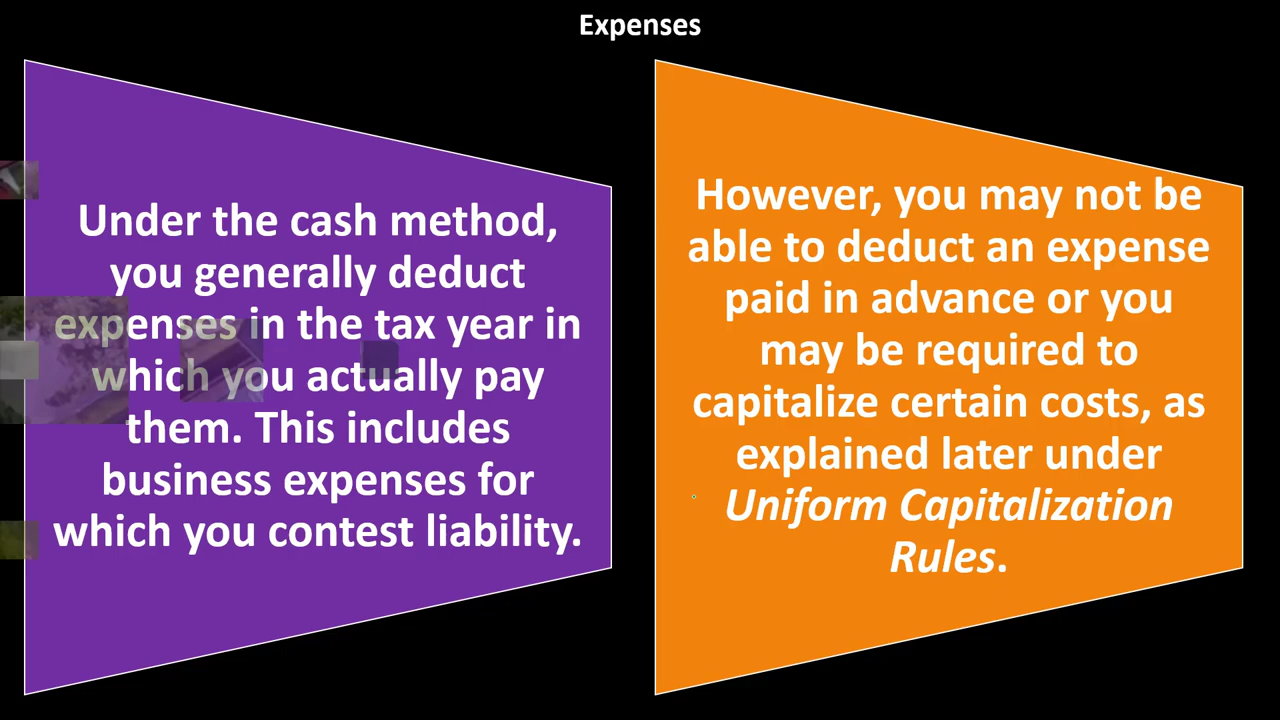 Expenses
Under the cash method,
you generally deduct
expenses in the tax year in
which you actually pay
them. This includes
business expenses for
which you contest liability.
However, you may not be
able to deduct an expense
paid in advance or you
may be required to
capitalize certain costs, as
explained later under
Uniform Capitalization
Rules.